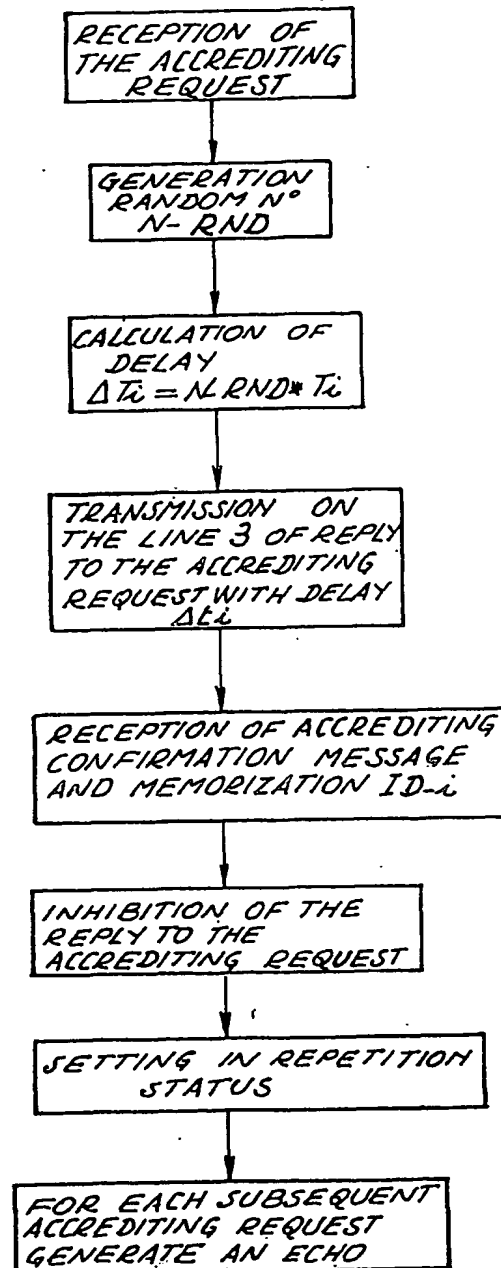 RECEPTION OF
THE ACCREDITING
REQUEST
GENERATION
RANDOM N°
N- RND
CALCULATION OF
DELAY
ΔTi = N-RND* Ti
TRANSMISSION ON
THE LINE 3 OF REPLY
TO THE ACCREDITING
REQUEST WITH DELAY
Δti
RECEPTION OF ACCREDITING
CONFIRMATION MESSAGE
AND MEMORIZATION ID-i
INHIBITION OF THE
REPLY TO THE
ACCREDITING REQUEST
SETTING IN REPETITION
STATUS
FOR EACH SUBSEQUENT
ACCREDITING REQUEST
GENERATE AN ECHO